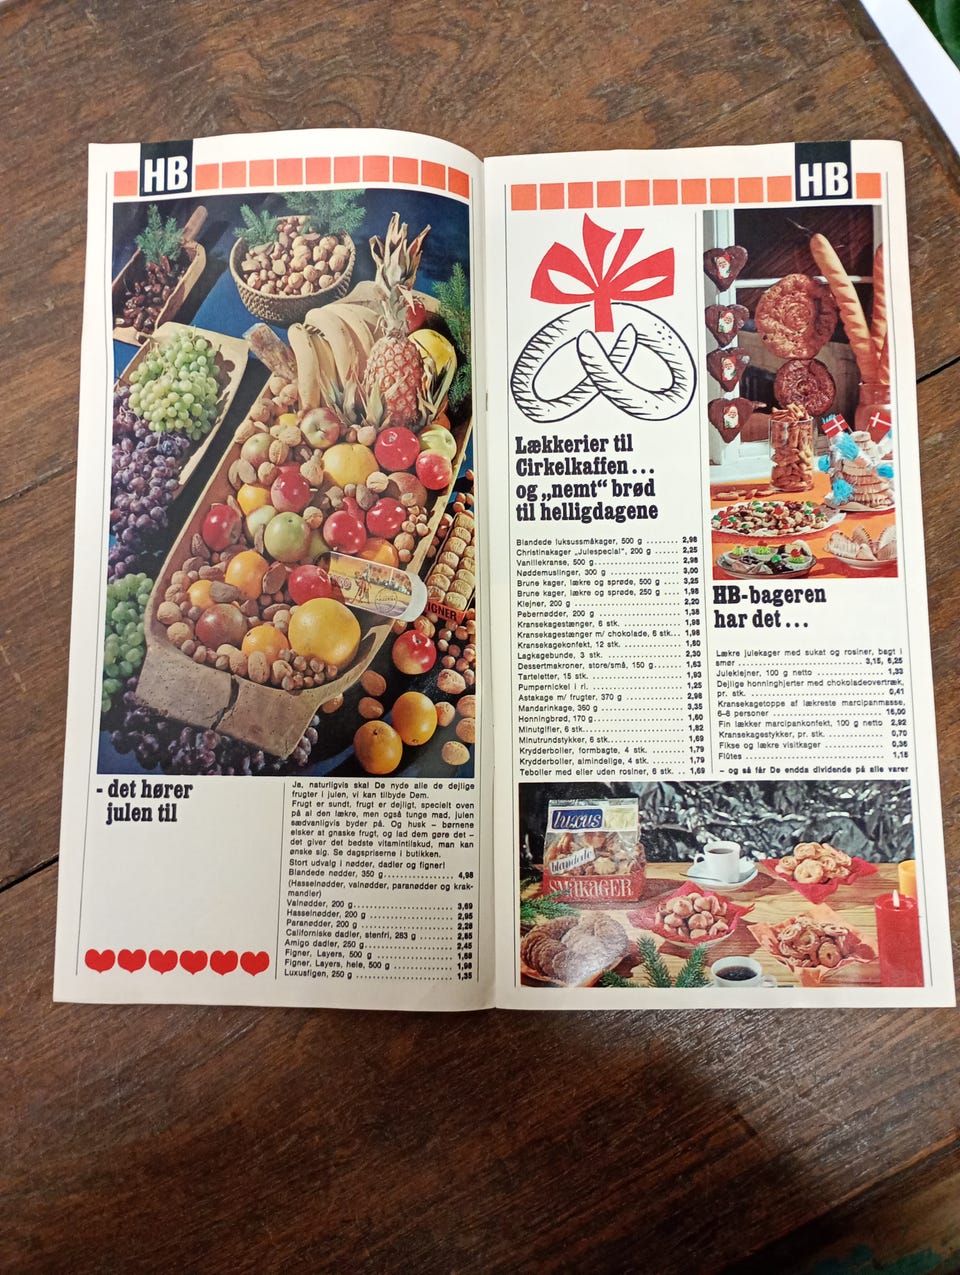 HB
FIGNER
- det hører
julen til
Ja, naturligvis skal De nyde alle de dejlige
frugter i julen, vi kan tilbyde Dem.
Frugt er sundt, frugt er dejligt, specielt oven
på al den lækre, men også tunge mad, julen
sædvanligvis byder på. Og husk – børnene
elsker at gnaske frugt, og lad dem gøre det –
det giver det bedste vitamintilskud, man kan
ønske sig. Se dagspriserne i butikken.
Stort udvalg i nødder, dadler og figner!
Blandede nødder, 350 g 4,98
(Hasselnødder, valnødder, paranødder og krak-
mandler)
Valnødder, 200 g 3,69
Hasselnødder, 200 g 2,95
Paranødder, 200 g 2,28
Californiske dadler, stenfri, 283 g 2,85
Amigo dadler, 250 g 2,45
Figner, Layers, 500 g 1,68
Figner, Layers, hele, 500 g 1,98
Luxusfigen, 250 g 1,35
HB
Lækkerier til
Cirkelkaffen...
og „nemt“ brød
til helligdagene
Blandede luksussmåkager, 500 g 2,98
Christinakager „Julespecial“, 200 g 2,25
Vanillekranse, 500 g 2,98
Nøddemuslinger, 300 g 3,00
Brune kager, lækre og sprøde, 500 g 3,25
Brune kager, lækre og sprøde, 250 g 1,98
Klejner, 200 g 2,20
Pebernødder, 200 g 1,38
Kransekagestænger, 6 stk. 1,98
Kransekagestænger m/ chokolade, 6 stk. 1,98
Kransekagekonfekt, 12 stk. 1,80
Lagkagebunde, 3 stk. 2,30
Dessertmakroner, store/små, 150 g 1,63
Tarteletter, 15 stk. 1,93
Pumpernickel i rl. 1,25
Astakage m/ frugter, 370 g 2,98
Mandarinkage, 360 g 3,35
Honningbrød, 170 g 1,60
Minutgifler, 6 stk. 1,82
Minutrundstykker, 6 stk. 1,69
Krydderboller, formbagte, 4 stk. 1,79
Krydderboller, almindelige, 4 stk. 1,79
Teboller med eller uden rosiner, 6 stk. 1,69
HB-bageren
har det...
Lækre julekager med sukat og rosiner, bagt i
smør 3,15, 6,25
Juleklejner, 100 g netto 1,33
Dejlige honninghjerter med chokoladeovertræk,
pr. stk. 0,41
Kransekagetoppe af lækreste marcipanmasse,
6–8 personer 16,00
Fin lækker marcipankonfekt, 100 g netto 2,92
Kransekagestykker, pr. stk. 0,70
Fikse og lækre visitkager 0,36
Flûtes 1,15
– og så får De endda dividende på alle varer
luxus
blandede
SMÅKAGER